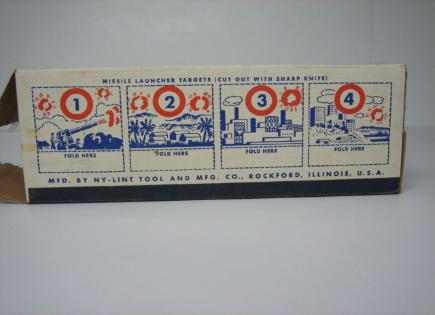 MISSILE LAUNCHER TARGETS (CUT OUT WITH SHARP KNIFE)
1 2 3 4
FOLD HERE FOLD HERE FOLD HERE FOLD HERE
MFD. BY NY-LINT TOOL AND MFG. CO., ROCKFORD, ILLINOIS, U.S.A.